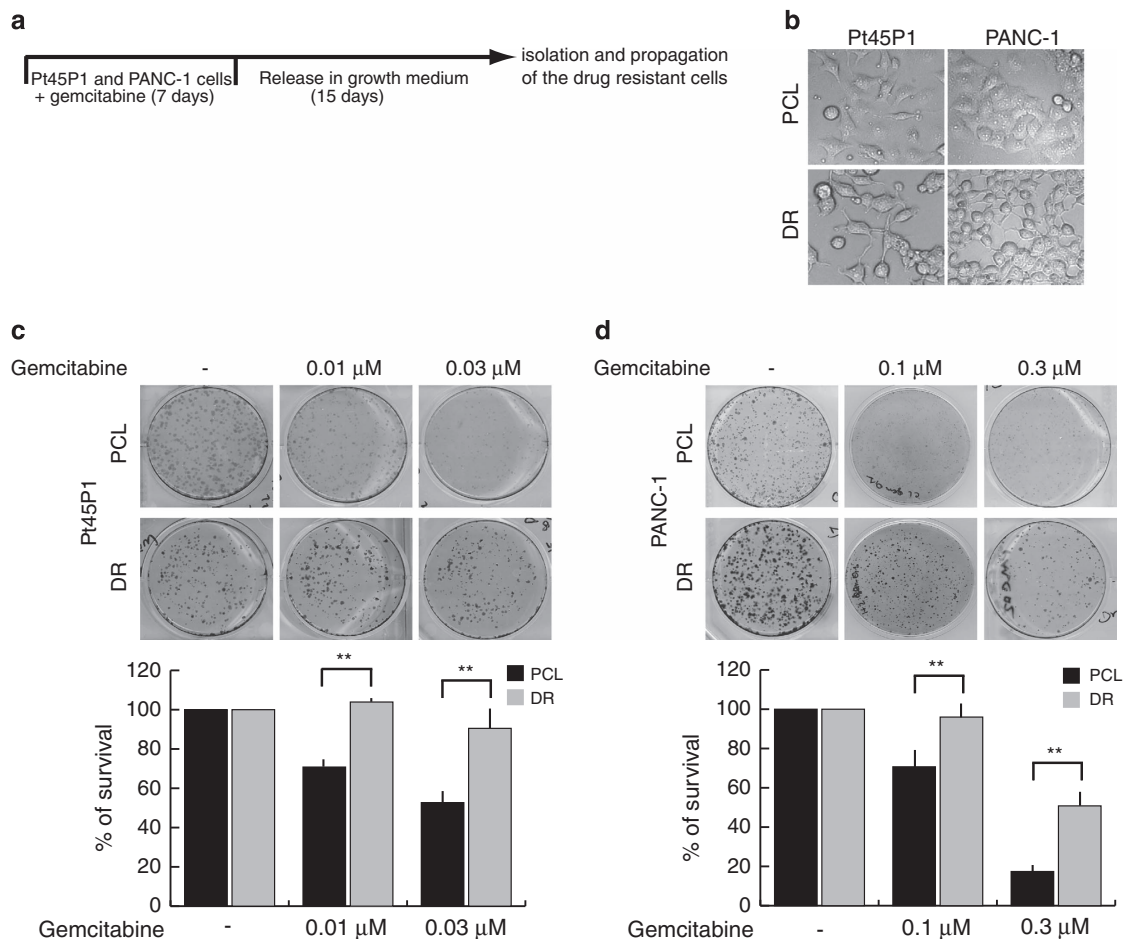 a
Pt45P1 and PANC-1 cells
+ gemcitabine (7 days)
Release in growth medium
(15 days)
isolation and propagation
of the drug resistant cells
b
Pt45P1 PANC-1
PCL
DR
c
Gemcitabine - 0.01 µM 0.03 µM
Pt45P1
PCL
DR
120
100
80
60
40
20
0
% of survival
** **
PCL
DR
Gemcitabine - 0.01 µM 0.03 µM
d
Gemcitabine - 0.1 µM 0.3 µM
PANC-1
PCL
DR
120
100
80
60
40
20
0
% of survival
** **
PCL
DR
Gemcitabine - 0.1 µM 0.3 µM